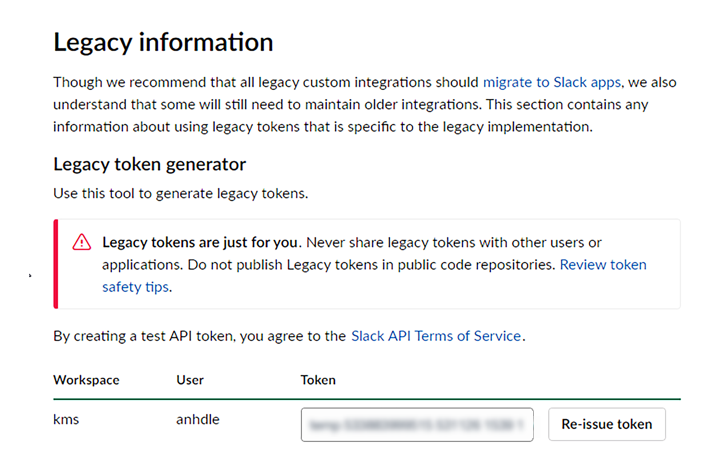 Legacy information
Though we recommend that all legacy custom integrations should migrate to Slack apps, we also
understand that some will still need to maintain older integrations. This section contains any
information about using legacy tokens that is specific to the legacy implementation.
Legacy token generator
Use this tool to generate legacy tokens.
Legacy tokens are just for you. Never share legacy tokens with other users or
applications. Do not publish Legacy tokens in public code repositories. Review token
safety tips.
By creating a test API token, you agree to the Slack API Terms of Service.
Workspace User Token
kms anhdle Re-issue token